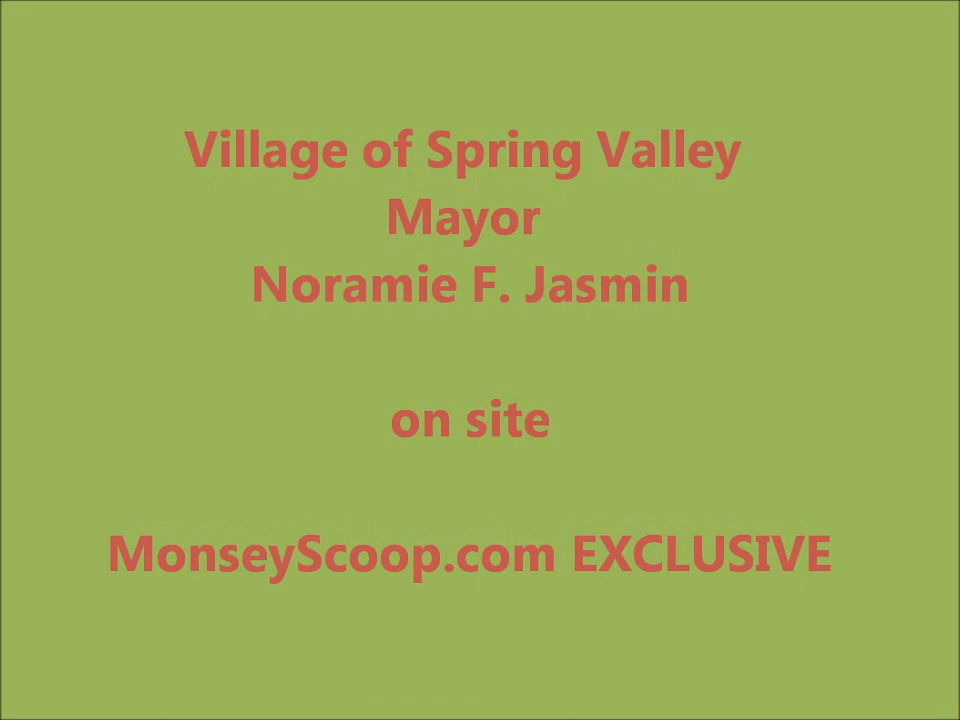 Village of Spring Valley
Mayor
Noramie F. Jasmin
on site
MonseyScoop.com EXCLUSIVE